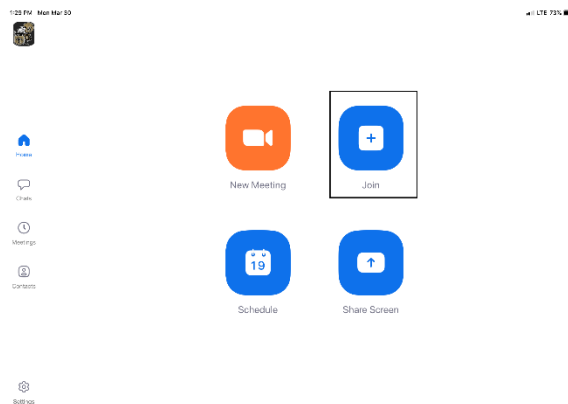 1:25 PM Mon Mar 30
LTE 73%
Home
Chats
Meetings
Contacts
Settings
New Meeting
Join
19
Schedule
Share Screen